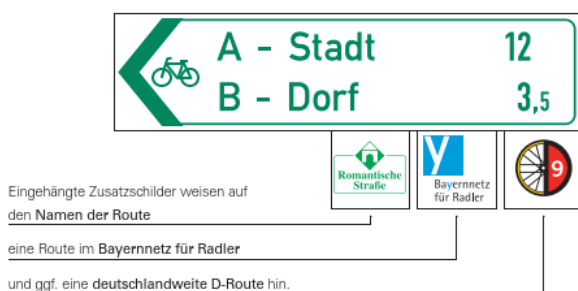 A - Stadt 12
B - Dorf 3,5
Romantische
Straße
y
Bayernnetz
für Radler
9
Eingehängte Zusatzschilder weisen auf
den Namen der Route
eine Route im Bayernnetz für Radler
und ggf. eine deutschlandweite D-Route hin.